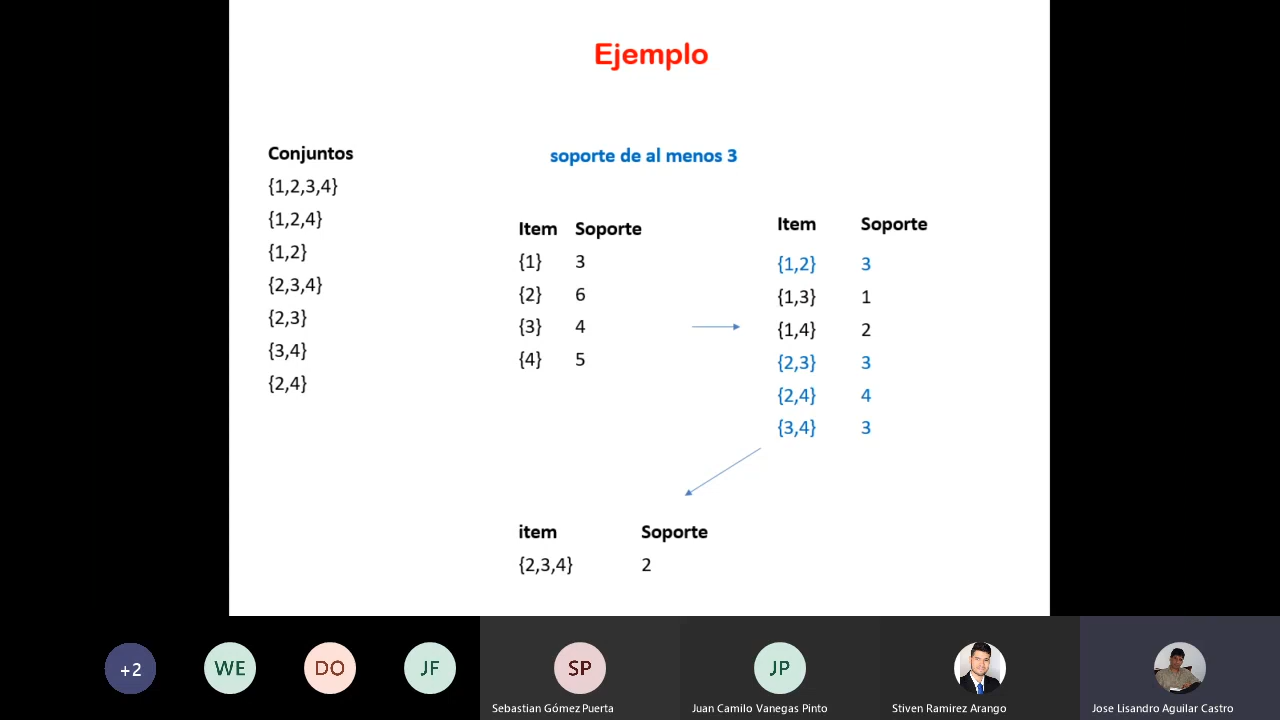 Ejemplo
Conjuntos
{1,2,3,4}
{1,2,4}
{1,2}
{2,3,4}
{2,3}
{3,4}
{2,4}
soporte de al menos 3
Item Soporte
{1} 3
{2} 6
{3} 4
{4} 5
Item Soporte
{1,2} 3
{1,3} 1
{1,4} 2
{2,3} 3
{2,4} 4
{3,4} 3
item Soporte
{2,3,4} 2
+2
WE
DO
JF
SP
Sebastian Gómez Puerta
JP
Juan Camilo Vanegas Pinto
Stiven Ramirez Arango
Jose Lisandro Aguilar Castro